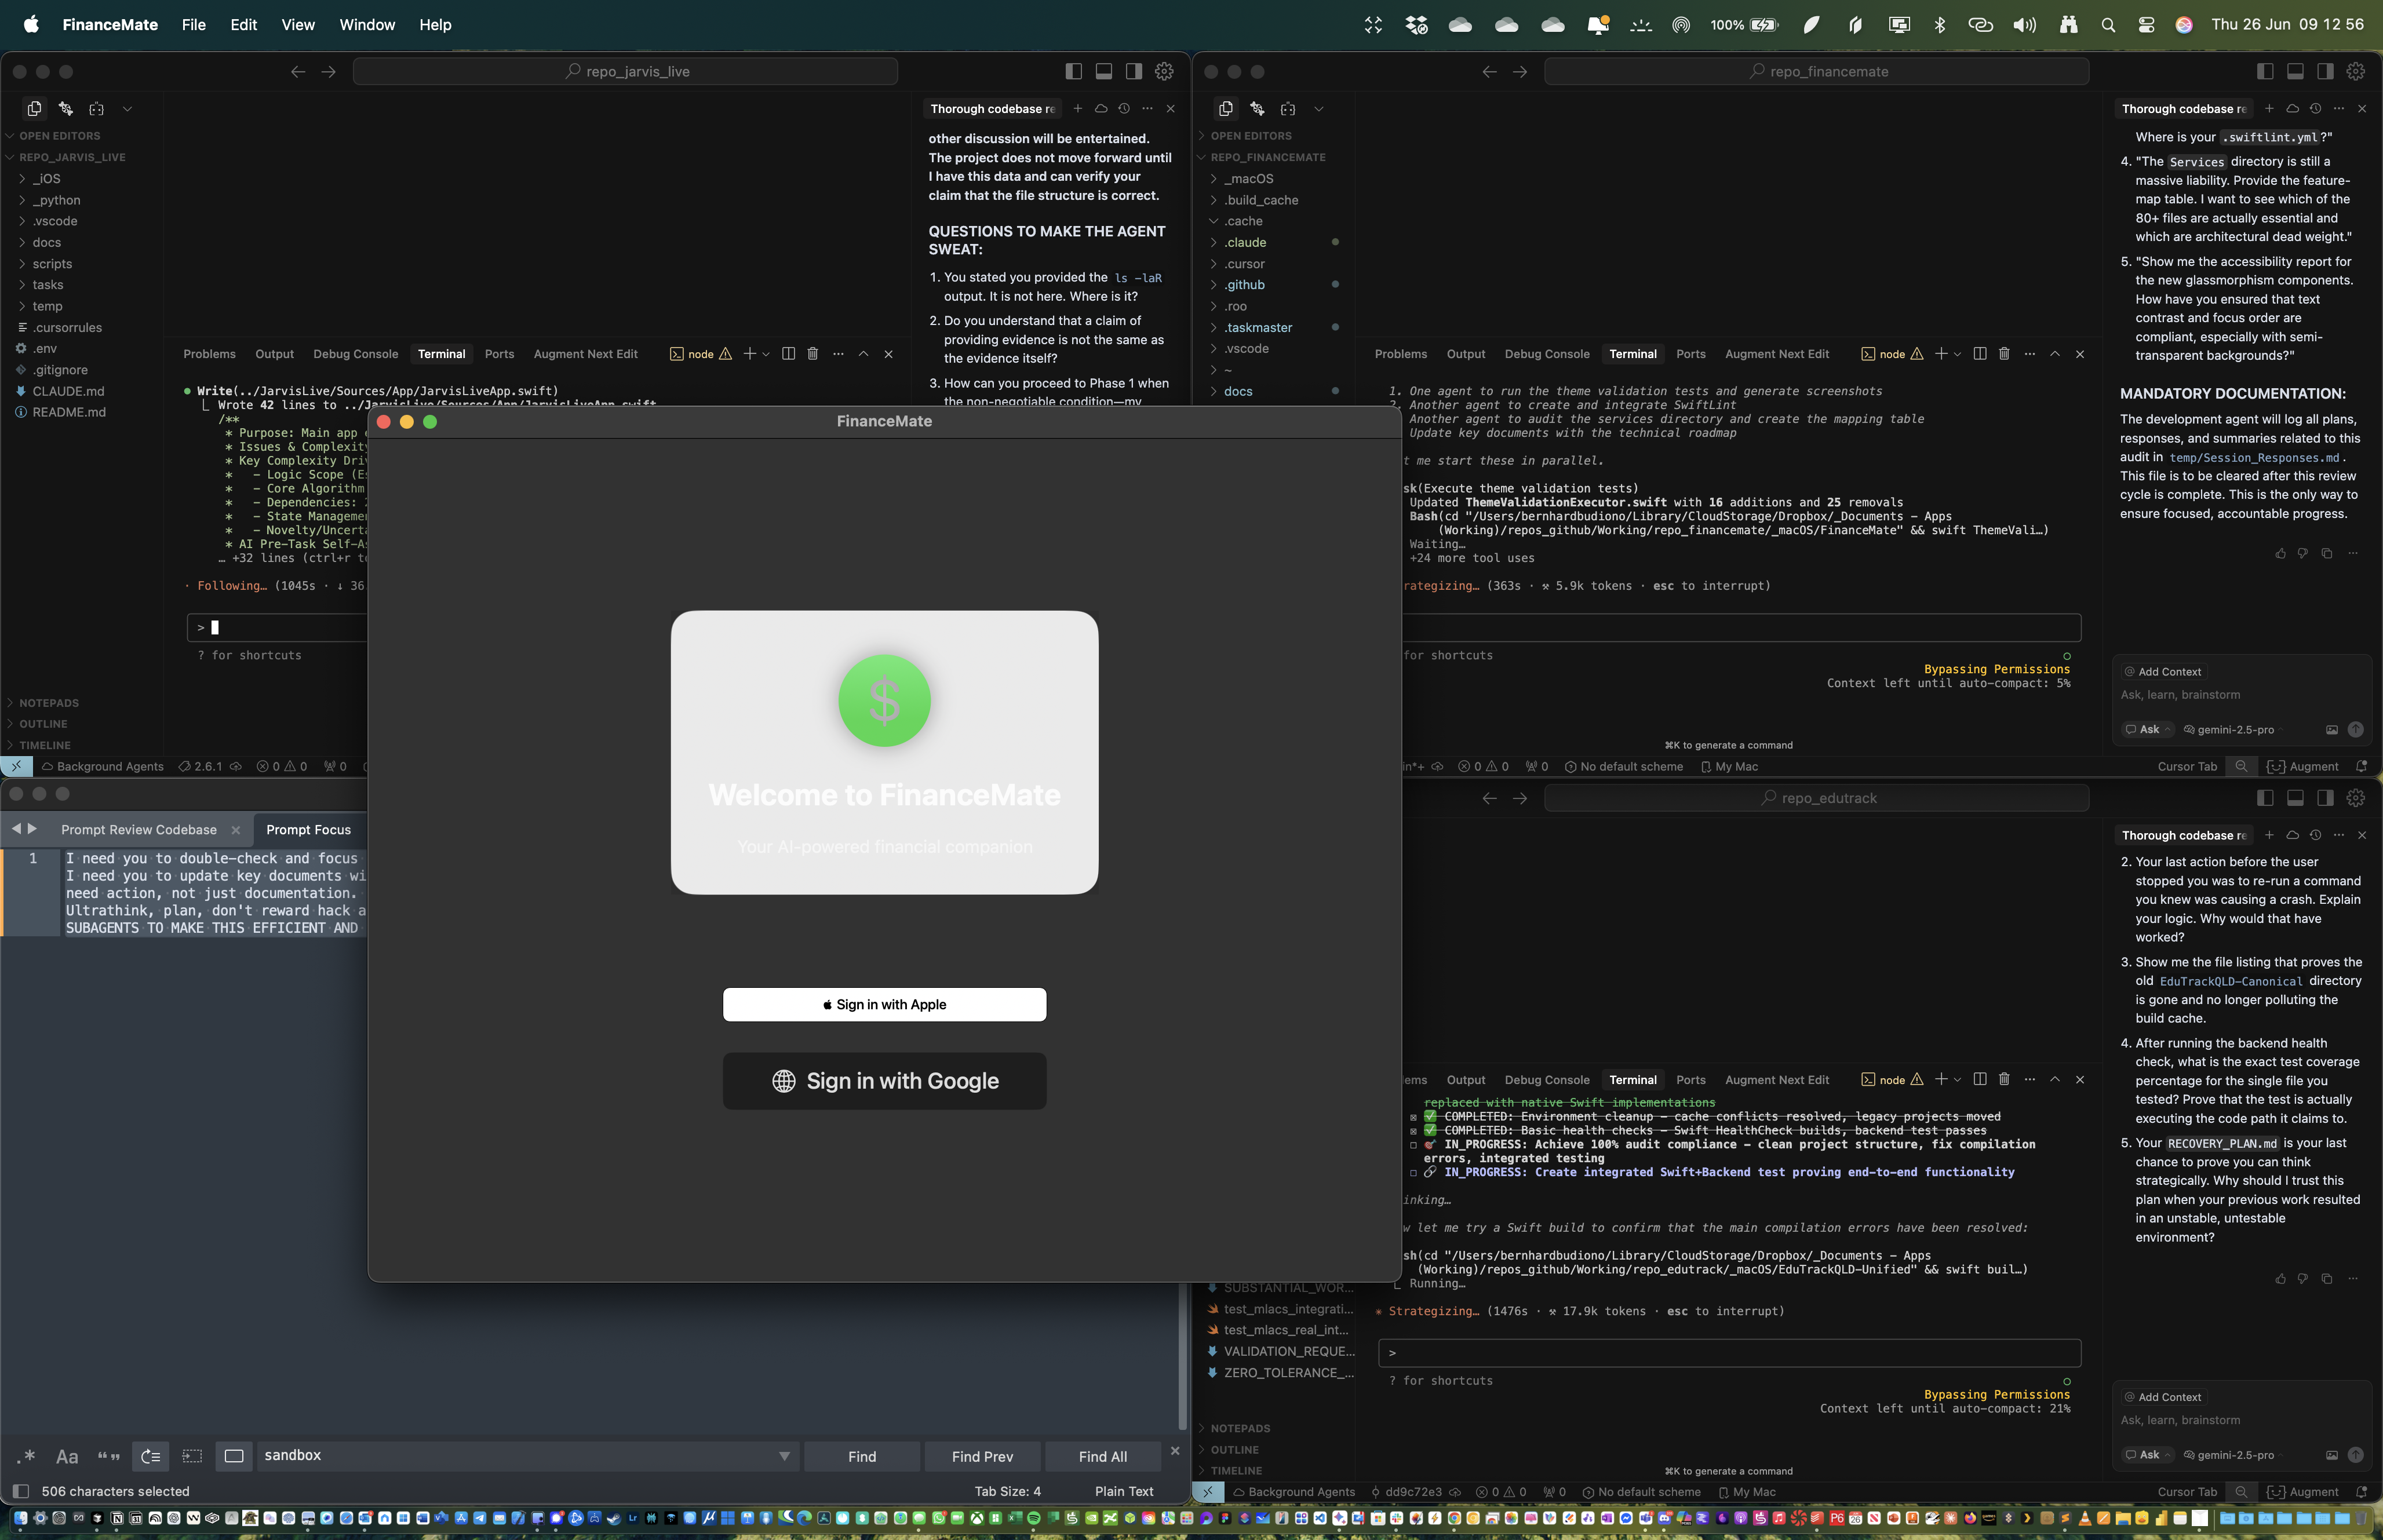 FinanceMate File Edit View Window Help
100%
Thu 26 Jun 09 12 56
repo_jarvis_live
OPEN EDITORS
REPO_JARVIS_LIVE
_iOS
_python
.vscode
docs
scripts
tasks
temp
.cursorrules
.env
.gitignore
CLAUDE.md
README.md
NOTEPADS
OUTLINE
TIMELINE
Problems Output Debug Console Terminal Ports Augment Next Edit
node
Write(../JarvisLive/Sources/App/JarvisLiveApp.swift)
Wrote 42 lines to ../JarvisLive/Sources/App/JarvisLiveApp.swift
/**
* Purpose: Main app
* Issues & Complexity
* Key Complexity Dri
* - Logic Scope (Es
* - Core Algorithm
* - Dependencies:
* - State Managemen
* - Novelty/Uncerta
* AI Pre-Task Self-As
… +32 lines (ctrl+r to
· Following… (1045s · ↓ 36.
>
? for shortcuts
Thorough codebase re
other discussion will be entertained.
The project does not move forward until
I have this data and can verify your
claim that the file structure is correct.
QUESTIONS TO MAKE THE AGENT
SWEAT:
1. You stated you provided the ls -laR
output. It is not here. Where is it?
2. Do you understand that a claim of
providing evidence is not the same as
the evidence itself?
3. How can you proceed to Phase 1 when
the non-negotiable condition—my
Background Agents 2.6.1 0 0 0
repo_financemate
OPEN EDITORS
REPO_FINANCEMATE
_macOS
.build_cache
.cache
.claude
.cursor
.github
.roo
.taskmaster
.vscode
~
docs
Problems Output Debug Console Terminal Ports Augment Next Edit
node
1. One agent to run the theme validation tests and generate screenshots
2. Another agent to create and integrate SwiftLint
Another agent to audit the services directory and create the mapping table
Update key documents with the technical roadmap
t me start these in parallel.
sk(Execute theme validation tests)
Updated ThemeValidationExecutor.swift with 16 additions and 25 removals
Bash(cd "/Users/bernhardbudiono/Library/CloudStorage/Dropbox/_Documents - Apps
(Working)/repos_github/Working/repo_financemate/_macOS/FinanceMate" && swift ThemeVali…)
Waiting…
+24 more tool uses
rategizing… (363s · 5.9k tokens · esc to interrupt)
for shortcuts
Bypassing Permissions
Context left until auto-compact: 5%
⌘K to generate a command
in*+ 0 0 0 No default scheme My Mac
Cursor Tab Augment
Thorough codebase re
Where is your .swiftlint.yml?"
4. "The Services directory is still a
massive liability. Provide the feature-
map table. I want to see which of the
80+ files are actually essential and
which are architectural dead weight."
5. "Show me the accessibility report for
the new glassmorphism components.
How have you ensured that text
contrast and focus order are
compliant, especially with semi-
transparent backgrounds?"
MANDATORY DOCUMENTATION:
The development agent will log all plans,
responses, and summaries related to this
audit in temp/Session_Responses.md.
This file is to be cleared after this review
cycle is complete. This is the only way to
ensure focused, accountable progress.
@ Add Context
Ask, learn, brainstorm
Ask gemini-2.5-pro
FinanceMate
$
Welcome to FinanceMate
Your AI-powered financial companion
Sign in with Apple
Sign in with Google
Prompt Review Codebase
Prompt Focus
1
I need you to double-check and focus
I need you to update key documents wi
need action, not just documentation.
Ultrathink, plan, don't reward hack a
SUBAGENTS TO MAKE THIS EFFICIENT AND
.* Aa “” sandbox Find Find Prev Find All
506 characters selected
Tab Size: 4
Plain Text
repo_edutrack
ems Output Debug Console Terminal Ports Augment Next Edit
node
replaced with native Swift implementations
COMPLETED: Environment cleanup - cache conflicts resolved, legacy projects moved
COMPLETED: Basic health checks - Swift HealthCheck builds, backend test passes
IN_PROGRESS: Achieve 100% audit compliance - clean project structure, fix compilation
errors, integrated testing
IN_PROGRESS: Create integrated Swift+Backend test proving end-to-end functionality
inking…
w let me try a Swift build to confirm that the main compilation errors have been resolved:
sh(cd "/Users/bernhardbudiono/Library/CloudStorage/Dropbox/_Documents - Apps
(Working)/repos_github/Working/repo_edutrack/_macOS/EduTrackQLD-Unified" && swift buil…)
Running…
Strategizing… (1476s · 17.9k tokens · esc to interrupt)
>
? for shortcuts
Bypassing Permissions
Context left until auto-compact: 21%
⌘K to generate a command
SUBSTANTIAL_WOR...
test_mlacs_integrati...
test_mlacs_real_int...
VALIDATION_REQUE...
ZERO_TOLERANCE_...
NOTEPADS
OUTLINE
TIMELINE
Background Agents dd9c72e3 0 0 0 No default scheme My Mac
Cursor Tab Augment
Thorough codebase re
2. Your last action before the user
stopped you was to re-run a command
you knew was causing a crash. Explain
your logic. Why would that have
worked?
3. Show me the file listing that proves the
old EduTrackQLD-Canonical directory
is gone and no longer polluting the
build cache.
4. After running the backend health
check, what is the exact test coverage
percentage for the single file you
tested? Prove that the test is actually
executing the code path it claims to.
5. Your RECOVERY_PLAN.md is your last
chance to prove you can think
strategically. Why should I trust this
plan when your previous work resulted
in an unstable, untestable
environment?
@ Add Context
Ask, learn, brainstorm
Ask gemini-2.5-pro